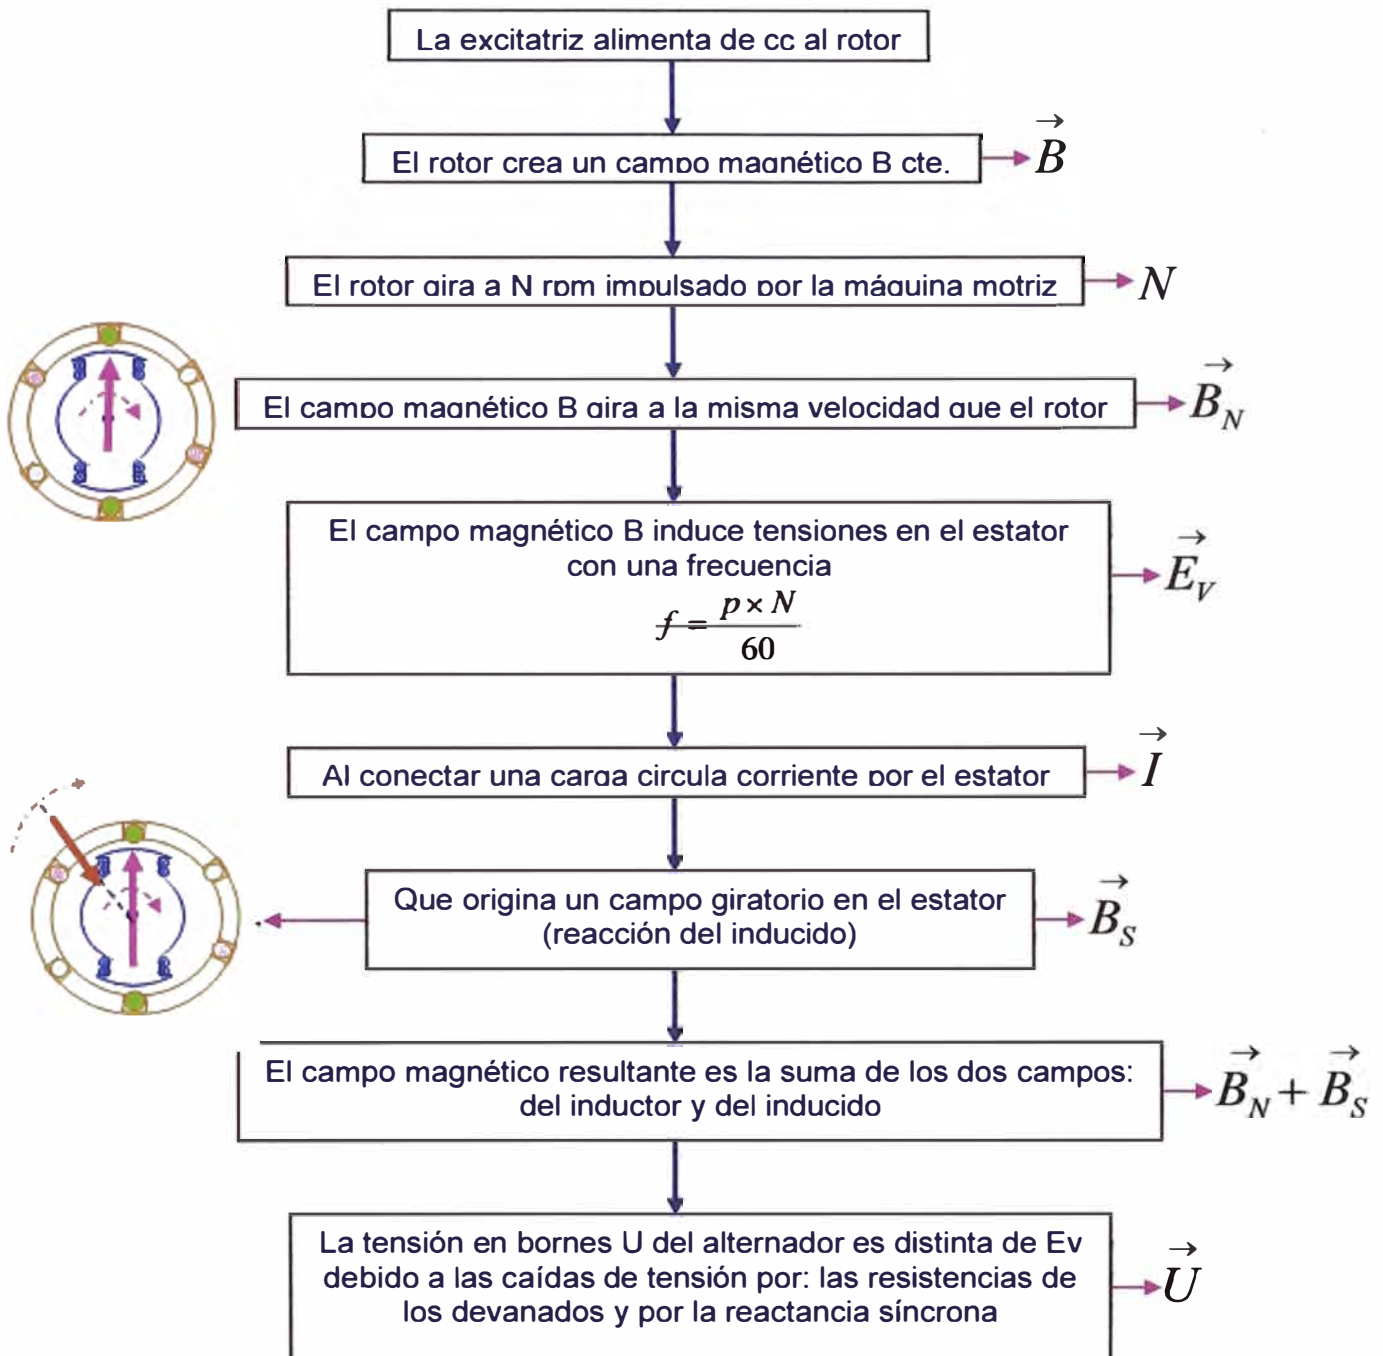 La excitatriz alimenta de cc al rotor
El rotor crea un campo magnético B cte.
→
B
El rotor gira a N rpm impulsado por la máquina motriz
N
El campo magnético B gira a la misma velocidad que el rotor
→
B_N
El campo magnético B induce tensiones en el estator
con una frecuencia
f = p × N
60
→
E_V
Al conectar una carga circula corriente por el estator
→
I
Que origina un campo giratorio en el estator
(reacción del inducido)
→
B_S
El campo magnético resultante es la suma de los dos campos:
del inductor y del inducido
→ →
B_N + B_S
La tensión en bornes U del alternador es distinta de Ev
debido a las caídas de tensión por: las resistencias de
los devanados y por la reactancia síncrona
→
U